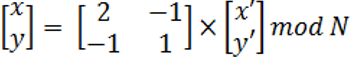 [x y] = [2 -1 -1 1] × [x′ y′] mod N